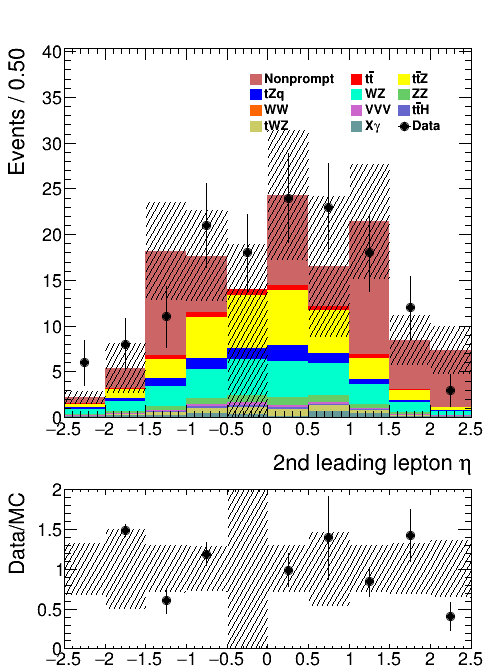 Events / 0.50
40
35
30
25
20
15
10
5
0
Nonprompt tt̄ tt̄Z
tZq WZ ZZ
WW VVV tt̄H
tWZ Xγ Data
−2.5 −2 −1.5 −1 −0.5 0 0.5 1 1.5 2 2.5
2nd leading lepton η
Data/MC
2
1.5
1
0.5
0
−2.5 −2 −1.5 −1 −0.5 0 0.5 1 1.5 2 2.5